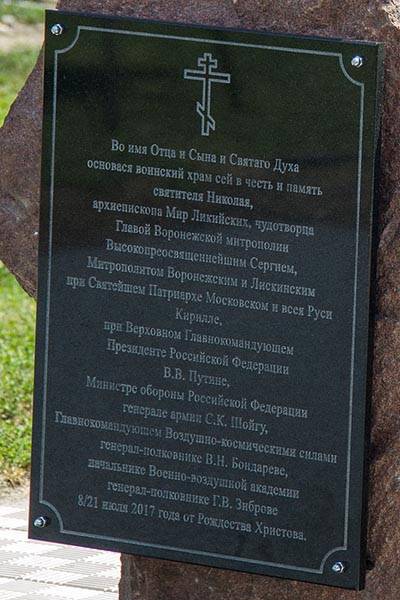 Во имя Отца и Сына и Святаго Духа
основася воинский храм сей в честь и память
святителя Николая,
архиепископа Мир Ликийских, чудотворца
Главой Воронежской митрополии
Высокопреосвященнейшим Сергием,
Митрополитом Воронежским и Лискинским
при Святейшем Патриархе Московском и всея Руси
Кирилле,
при Верховном Главнокомандующем
Президенте Российской Федерации
В.В. Путине,
Министре обороны Российской Федерации
генерале армии С.К. Шойгу,
Главнокомандующем Воздушно-космическими силами
генерал-полковнике В.Н. Бондареве,
начальнике Военно-воздушной академии
генерал-полковнике Г.В. Зиброве
8/21 июля 2017 года от Рождества Христова.